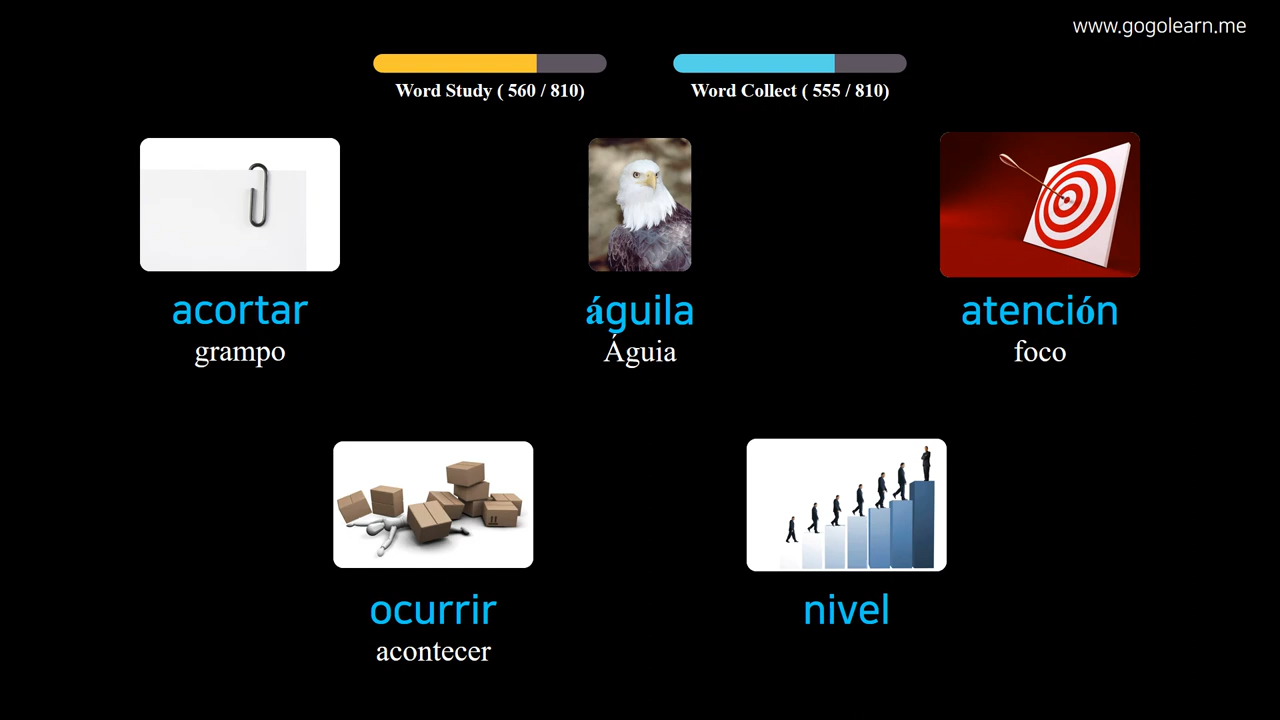 www.gogolearn.me
Word Study ( 560 / 810)
Word Collect ( 555 / 810)
acortar
grampo
águila
Águia
atención
foco
ocurrir
acontecer
nivel